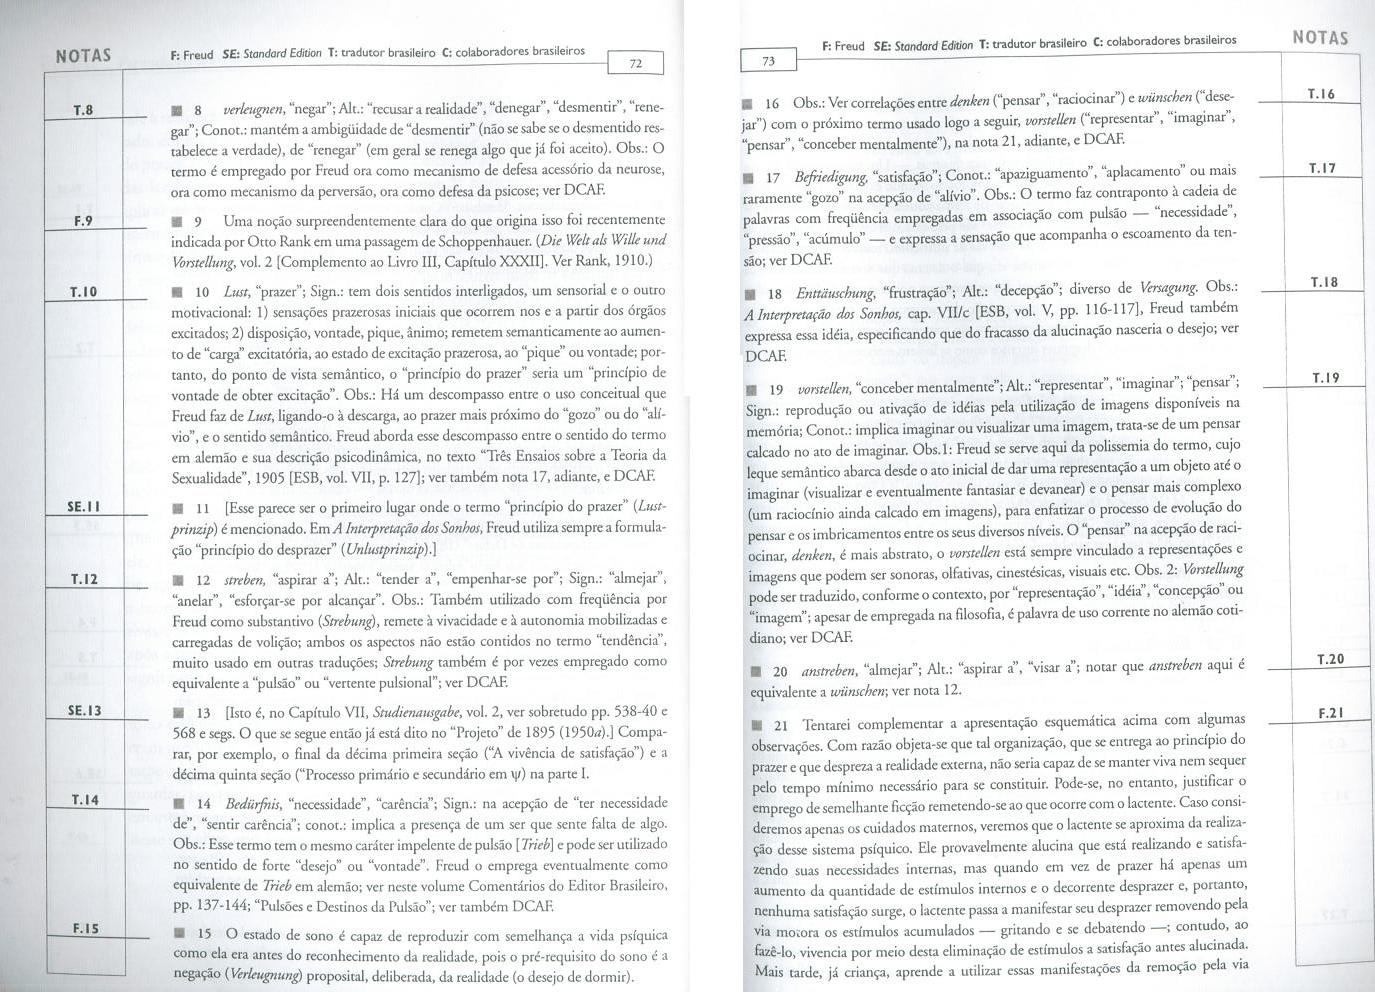 NOTAS
F: Freud SE: Standard Edition T: tradutor brasileiro C: colaboradores brasileiros
72
T.8
8 verleugnen, “negar”; Alt.: “recusar a realidade”, “denegar”, “desmentir”, “rene-
gar”; Conot.: mantém a ambigüidade de “desmentir” (não se sabe se o desmentido res-
tabelece a verdade), de “renegar” (em geral se renega algo que já foi aceito). Obs.: O
termo é empregado por Freud ora como mecanismo de defesa acessório da neurose,
ora como mecanismo da perversão, ora como defesa da psicose; ver DCAF.
F.9
9 Uma noção surpreendentemente clara do que origina isso foi recentemente
indicada por Otto Rank em uma passagem de Schoppenhauer. (Die Welt als Wille und
Vorstellung, vol. 2 [Complemento ao Livro III, Capítulo XXXII]. Ver Rank, 1910.)
T.10
10 Lust, “prazer”; Sign.: tem dois sentidos interligados, um sensorial e o outro
motivacional: 1) sensações prazerosas iniciais que ocorrem nos e a partir dos órgãos
excitados; 2) disposição, vontade, pique, ânimo; remetem semanticamente ao aumen-
to de “carga” excitatória, ao estado de excitação prazerosa, ao “pique” ou vontade; por-
tanto, do ponto de vista semântico, o “princípio do prazer” seria um “princípio de
vontade de obter excitação”. Obs.: Há um descompasso entre o uso conceitual que
Freud faz de Lust, ligando-o à descarga, ao prazer mais próximo do “gozo” ou do “alí-
vio”, e o sentido semântico. Freud aborda esse descompasso entre o sentido do termo
em alemão e sua descrição psicodinâmica, no texto “Três Ensaios sobre a Teoria da
Sexualidade”, 1905 [ESB, vol. VII, p. 127]; ver também nota 17, adiante, e DCAF.
SE.11
11 [Esse parece ser o primeiro lugar onde o termo “princípio do prazer” (Lust-
prinzip) é mencionado. Em A Interpretação dos Sonhos, Freud utiliza sempre a formula-
ção “princípio do desprazer” (Unlustprinzip).]
T.12
12 streben, “aspirar a”; Alt.: “tender a”, “empenhar-se por”; Sign.: “almejar”,
“anelar”, “esforçar-se por alcançar”. Obs.: Também utilizado com freqüência por
Freud como substantivo (Strebung), remete à vivacidade e à autonomia mobilizadas e
carregadas de volição; ambos os aspectos não estão contidos no termo “tendência”,
muito usado em outras traduções; Strebung também é por vezes empregado como
equivalente a “pulsão” ou “vertente pulsional”; ver DCAF.
SE.13
13 [Isto é, no Capítulo VII, Studienausgabe, vol. 2, ver sobretudo pp. 538-40 e
568 e segs. O que se segue então já está dito no “Projeto” de 1895 (1950a).] Compa-
rar, por exemplo, o final da décima primeira seção (“A vivência de satisfação”) e a
décima quinta seção (“Processo primário e secundário em ψ) na parte I.
T.14
14 Bedürfnis, “necessidade”, “carência”; Sign.: na acepção de “ter necessidade
de”, “sentir carência”; conot.: implica a presença de um ser que sente falta de algo.
Obs.: Esse termo tem o mesmo caráter impelente de pulsão [Trieb] e pode ser utilizado
no sentido de forte “desejo” ou “vontade”. Freud o emprega eventualmente como
equivalente de Trieb em alemão; ver neste volume Comentários do Editor Brasileiro,
pp. 137-144; “Pulsões e Destinos da Pulsão”; ver também DCAF.
F.15
15 O estado de sono é capaz de reproduzir com semelhança a vida psíquica
como ela era antes do reconhecimento da realidade, pois o pré-requisito do sono é a
negação (Verleugnung) proposital, deliberada, da realidade (o desejo de dormir).
73
F: Freud SE: Standard Edition T: tradutor brasileiro C: colaboradores brasileiros
NOTAS
T.16
16 Obs.: Ver correlações entre denken (“pensar”, “raciocinar”) e wünschen (“dese-
jar”) com o próximo termo usado logo a seguir, vorstellen (“representar”, “imaginar”,
“pensar”, “conceber mentalmente”), na nota 21, adiante, e DCAF.
T.17
17 Befriedigung, “satisfação”; Conot.: “apaziguamento”, “aplacamento” ou mais
raramente “gozo” na acepção de “alívio”. Obs.: O termo faz contraponto à cadeia de
palavras com freqüência empregadas em associação com pulsão — “necessidade”,
“pressão”, “acúmulo” — e expressa a sensação que acompanha o escoamento da ten-
são; ver DCAF.
T.18
18 Enttäuschung, “frustração”; Alt.: “decepção”; diverso de Versagung. Obs.:
A Interpretação dos Sonhos, cap. VII/c [ESB, vol. V, pp. 116-117], Freud também
expressa essa idéia, especificando que do fracasso da alucinação nasceria o desejo; ver
DCAF.
T.19
19 vorstellen, “conceber mentalmente”; Alt.: “representar”, “imaginar”; “pensar”;
Sign.: reprodução ou ativação de idéias pela utilização de imagens disponíveis na
memória; Conot.: implica imaginar ou visualizar uma imagem, trata-se de um pensar
calcado no ato de imaginar. Obs.1: Freud se serve aqui da polissemia do termo, cujo
leque semântico abarca desde o ato inicial de dar uma representação a um objeto até o
imaginar (visualizar e eventualmente fantasiar e devanear) e o pensar mais complexo
(um raciocínio ainda calcado em imagens), para enfatizar o processo de evolução do
pensar e os imbricamentos entre os seus diversos níveis. O “pensar” na acepção de raci-
ocinar, denken, é mais abstrato, o vorstellen está sempre vinculado a representações e
imagens que podem ser sonoras, olfativas, cinestésicas, visuais etc. Obs. 2: Vorstellung
pode ser traduzido, conforme o contexto, por “representação”, “idéia”, “concepção” ou
“imagem”; apesar de empregada na filosofia, é palavra de uso corrente no alemão coti-
diano; ver DCAF.
T.20
20 anstreben, “almejar”; Alt.: “aspirar a”, “visar a”; notar que anstreben aqui é
equivalente a wünschen; ver nota 12.
F.21
21 Tentarei complementar a apresentação esquemática acima com algumas
observações. Com razão objeta-se que tal organização, que se entrega ao princípio do
prazer e que despreza a realidade externa, não seria capaz de se manter viva nem sequer
pelo tempo mínimo necessário para se constituir. Pode-se, no entanto, justificar o
emprego de semelhante ficção remetendo-se ao que ocorre com o lactente. Caso consi-
deremos apenas os cuidados maternos, veremos que o lactente se aproxima da realiza-
ção desse sistema psíquico. Ele provavelmente alucina que está realizando e satisfa-
zendo suas necessidades internas, mas quando em vez de prazer há apenas um
aumento da quantidade de estímulos internos e o decorrente desprazer e, portanto,
nenhuma satisfação surge, o lactente passa a manifestar seu desprazer removendo pela
via motora os estímulos acumulados — gritando e se debatendo —; contudo, ao
fazê-lo, vivencia por meio desta eliminação de estímulos a satisfação antes alucinada.
Mais tarde, já criança, aprende a utilizar essas manifestações da remoção pela via